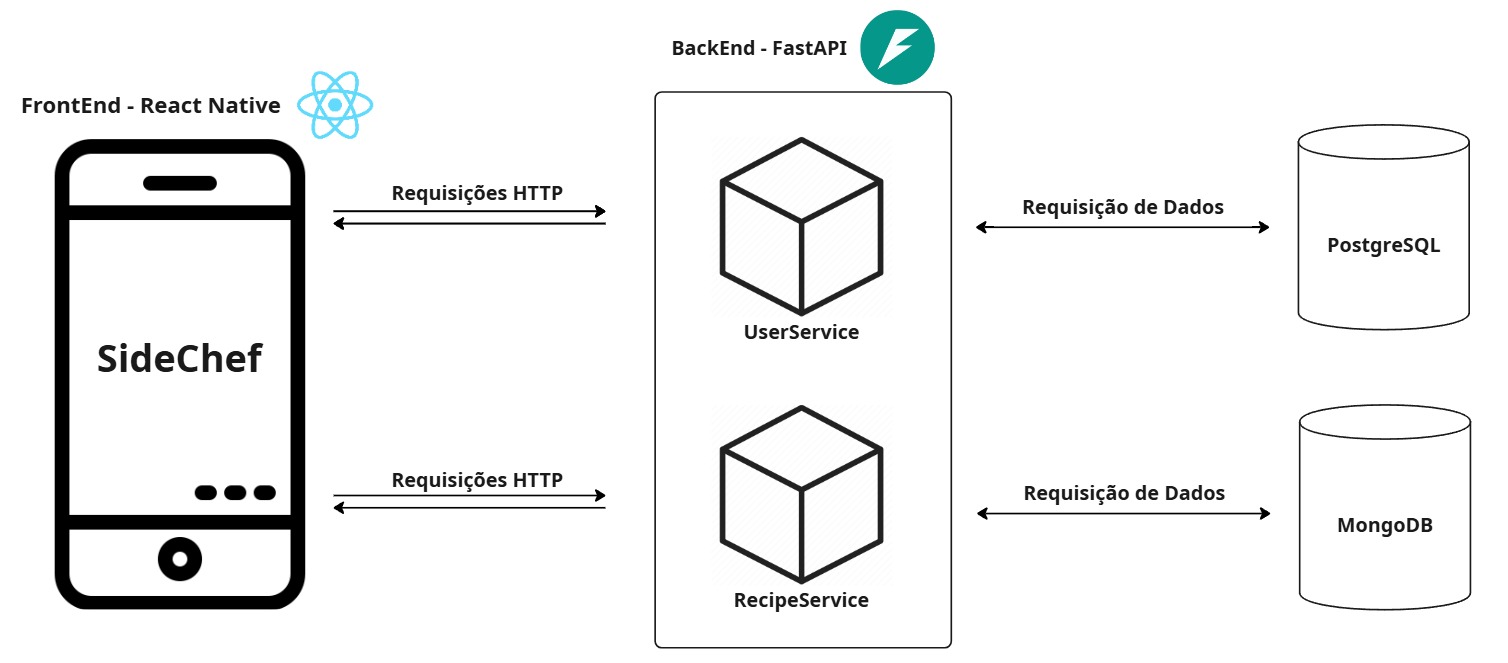 BackEnd - FastAPI
FrontEnd - React Native
Requisições HTTP
Requisição de Dados
PostgreSQL
UserService
SideChef
Requisições HTTP
Requisição de Dados
MongoDB
RecipeService